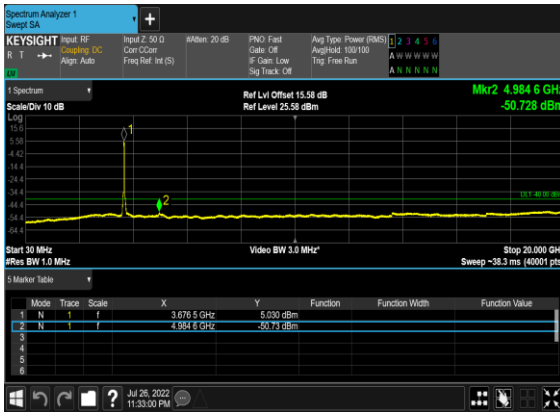 Spectrum Analyzer 1
Swept SA
+
KEYSIGHT Input: RF Input Z: 50 Ω #Atten: 20 dB PNO: Fast Avg Type: Power (RMS) 1 2 3 4 5 6
R T Coupling: DC Corr CCorr Gate: Off Avg|Hold: 100/100 A W W W W W
Align: Auto Freq Ref: Int (S) IF Gain: Low Trig: Free Run
Sig Track: Off A N N N N N
1 Spectrum Ref Lvl Offset 15.58 dB Mkr2 4.984 6 GHz
Scale/Div 10 dB Ref Level 25.58 dBm -50.728 dBm
Log
15.6
5.58
-4.42
-14.4
-24.4
-34.4
-44.4
-54.4
-64.4
1
2
DL1 -40.00 dBm
Start 30 MHz Video BW 3.0 MHz* Stop 20.000 GHz
#Res BW 1.0 MHz Sweep ~38.3 ms (40001 pts)
5 Marker Table
Mode Trace Scale X Y Function Function Width Function Value
1 N 1 f 3.676 5 GHz 5.030 dBm
2 N 1 f 4.984 6 GHz -50.73 dBm
3
4
5
6
? Jul 26, 2022
11:33:00 PM